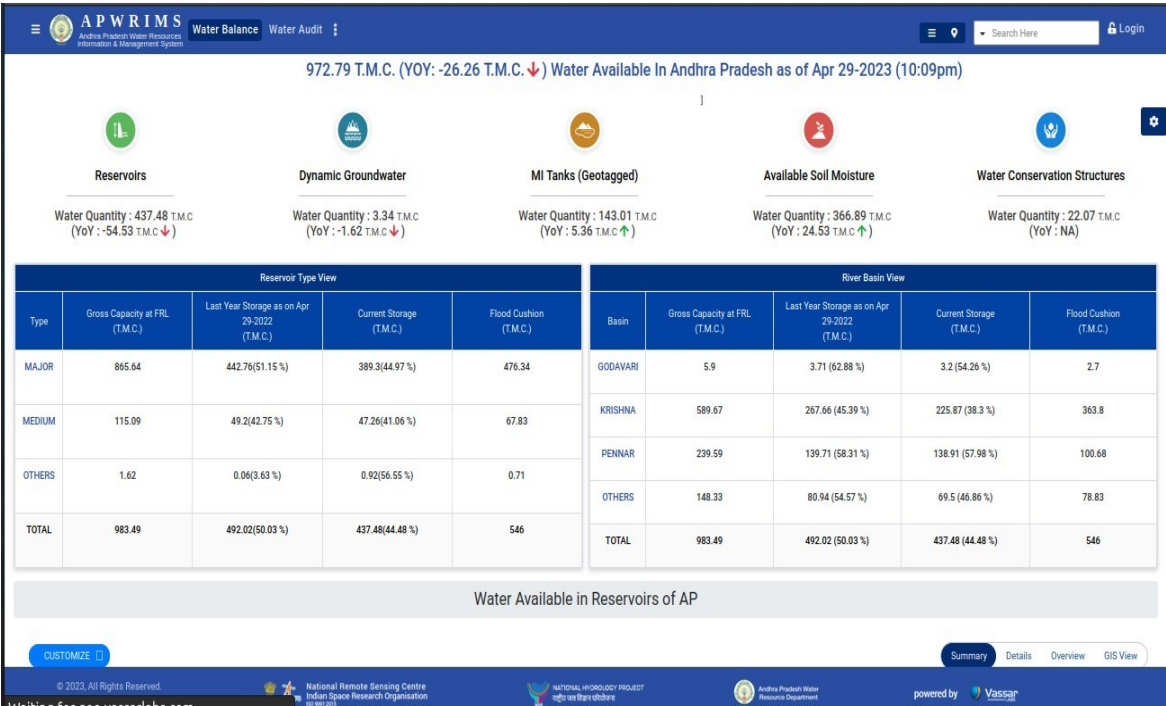 A P W R I M S
Andhra Pradesh Water Resources
Information & Management System
Water Balance Water Audit
Search Here
Login
972.79 T.M.C. (YOY: -26.26 T.M.C.↓) Water Available In Andhra Pradesh as of Apr 29-2023 (10:09pm)
]
Reservoirs
Water Quantity : 437.48 T.M.C
(YoY : -54.53 T.M.C↓)
Dynamic Groundwater
Water Quantity : 3.34 T.M.C
(YoY : -1.62 T.M.C↓)
MI Tanks (Geotagged)
Water Quantity : 143.01 T.M.C
(YoY : 5.36 T.M.C↑)
Available Soil Moisture
Water Quantity : 366.89 T.M.C
(YoY : 24.53 T.M.C↑)
Water Conservation Structures
Water Quantity : 22.07 T.M.C
(YoY : NA)
Reservoir Type View
Type Gross Capacity at FRL (T.M.C.) Last Year Storage as on Apr 29-2022 (T.M.C.) Current Storage (T.M.C.) Flood Cushion (T.M.C.)
MAJOR 865.64 442.76(51.15 %) 389.3(44.97 %) 476.34
MEDIUM 115.09 49.2(42.75 %) 47.26(41.06 %) 67.83
OTHERS 1.62 0.06(3.63 %) 0.92(56.55 %) 0.71
TOTAL 983.49 492.02(50.03 %) 437.48(44.48 %) 546
River Basin View
Basin Gross Capacity at FRL (T.M.C.) Last Year Storage as on Apr 29-2022 (T.M.C.) Current Storage (T.M.C.) Flood Cushion (T.M.C.)
GODAVARI 5.9 3.71 (62.88 %) 3.2 (54.26 %) 2.7
KRISHNA 589.67 267.66 (45.39 %) 225.87 (38.3 %) 363.8
PENNAR 239.59 139.71 (58.31 %) 138.91 (57.98 %) 100.68
OTHERS 148.33 80.94 (54.57 %) 69.5 (46.86 %) 78.83
TOTAL 983.49 492.02 (50.03 %) 437.48 (44.48 %) 546
Water Available in Reservoirs of AP
CUSTOMIZE
Summary Details Overview GIS View
© 2023, All Rights Reserved.
National Remote Sensing Centre
Indian Space Research Organisation
ISO 9001:2015
NATIONAL HYDROLOGY PROJECT
राष्ट्रीय जल विज्ञान परियोजना
Andhra Pradesh Water
Resource Department
powered by Vassar LABS